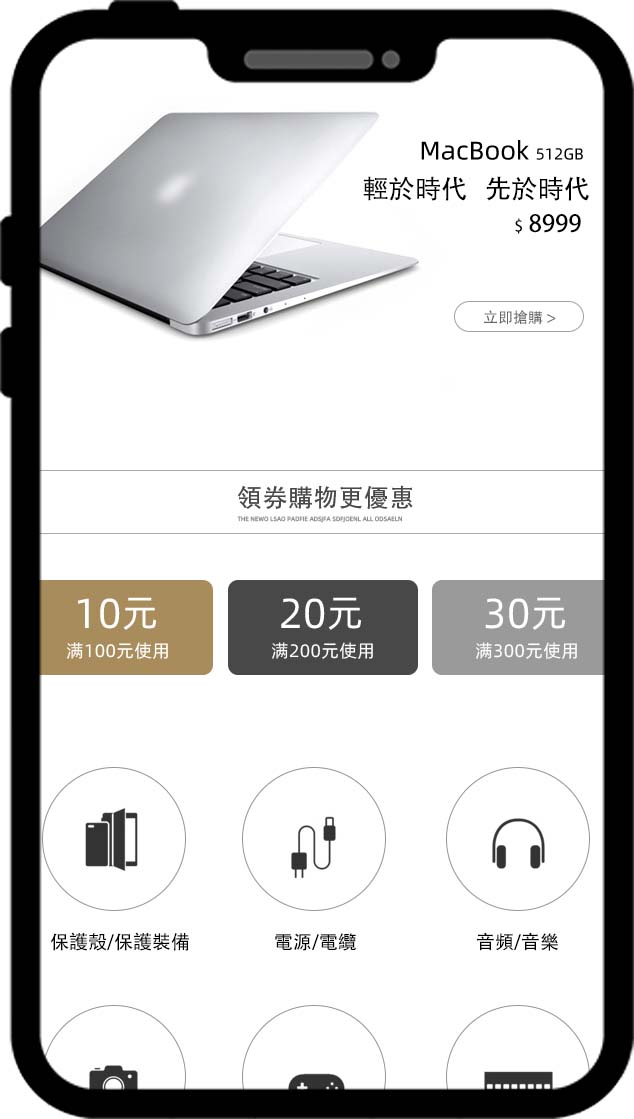 MacBook 512GB
輕於時代 先於時代
$ 8999
立即搶購 >
領券購物更優惠
THE NEWO LSAO PADFIE ADSJFA SDFJOENL ALL ODSAELN
10元
满100元使用
20元
满200元使用
30元
满300元使用
保護殼/保護裝備
電源/電纜
音頻/音樂